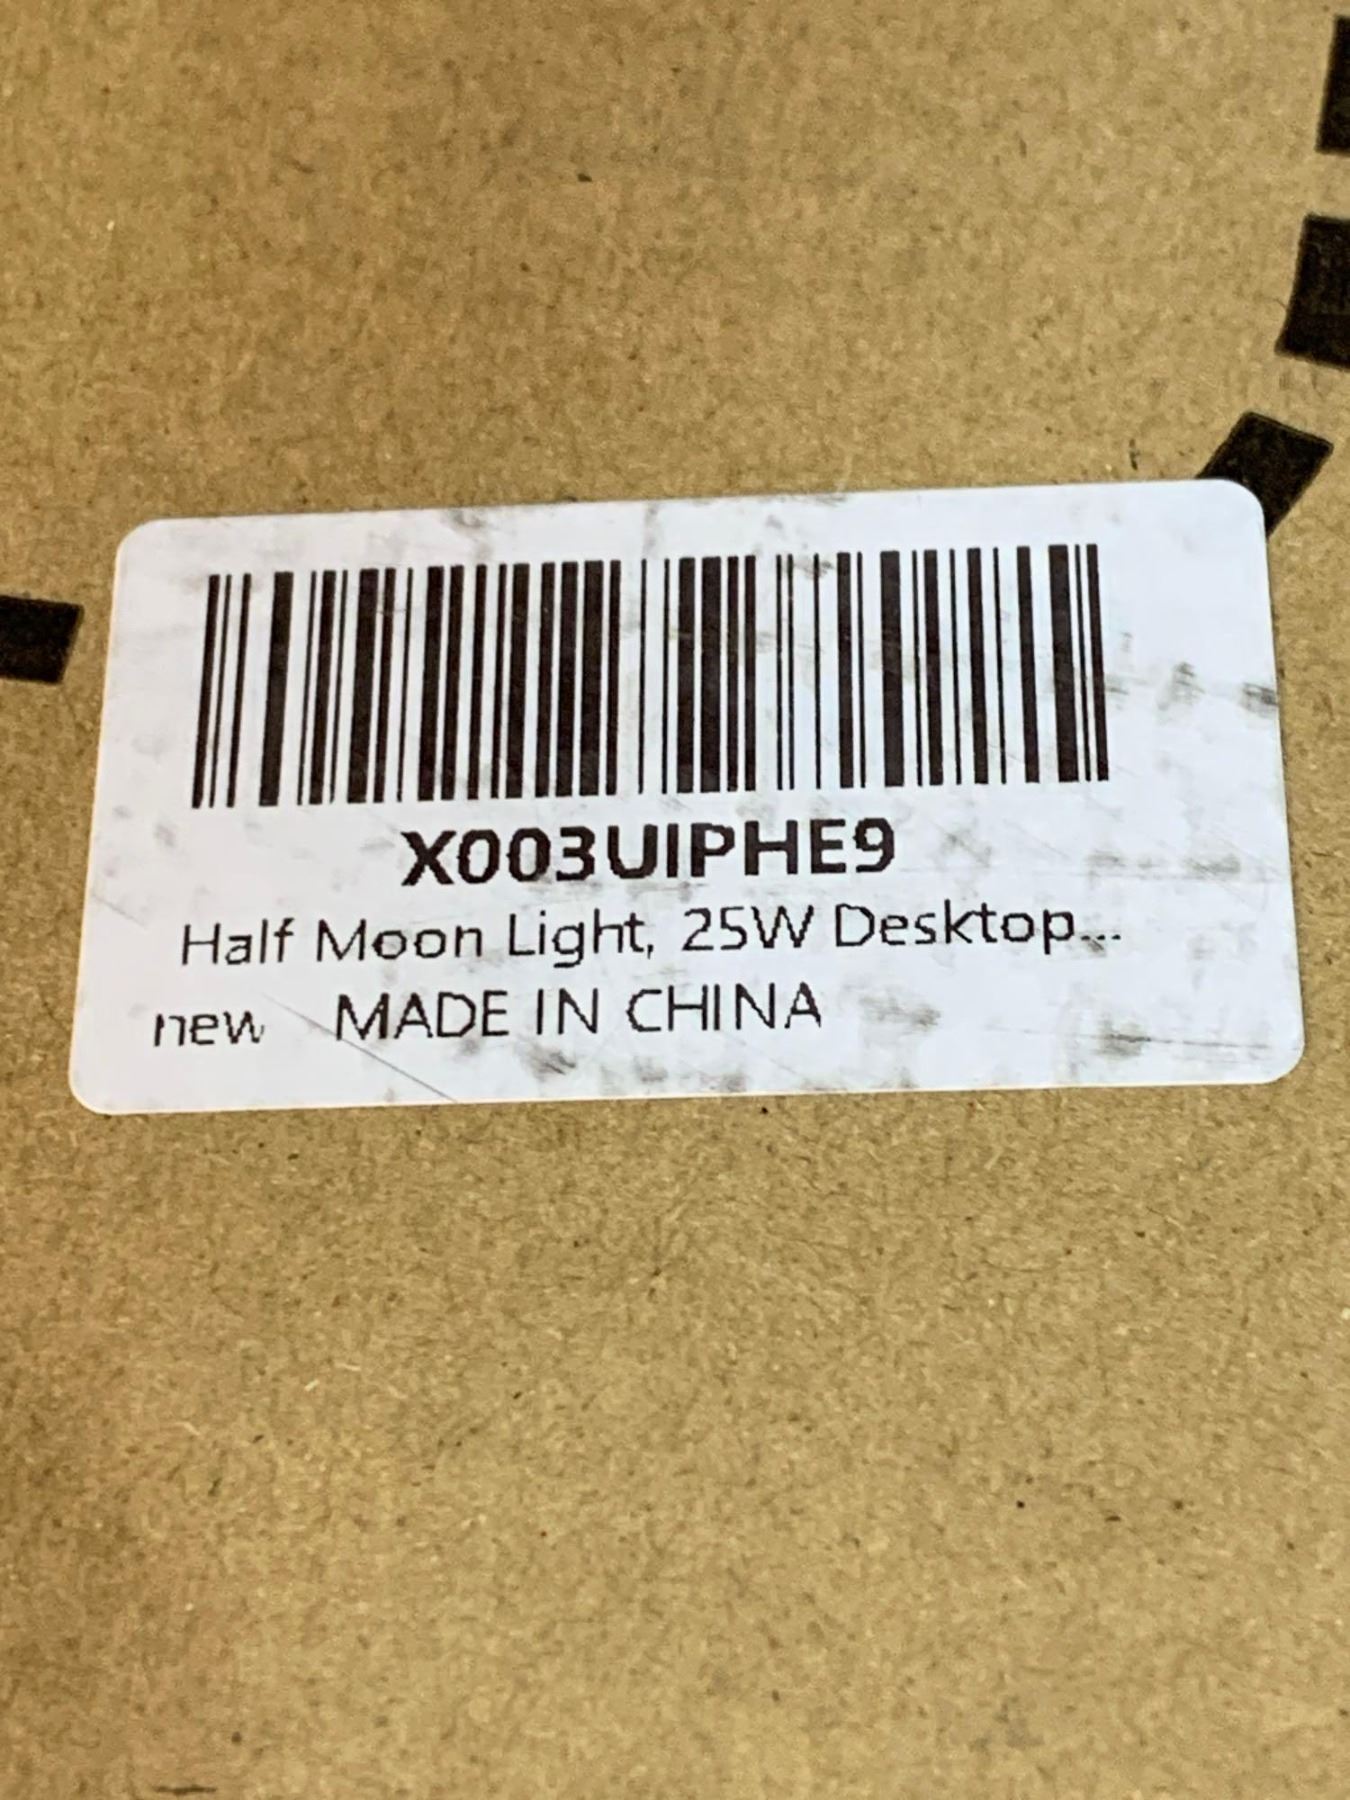 X003UIPHE9
Half Moon Light, 25W Desktop...
new MADE IN CHINA